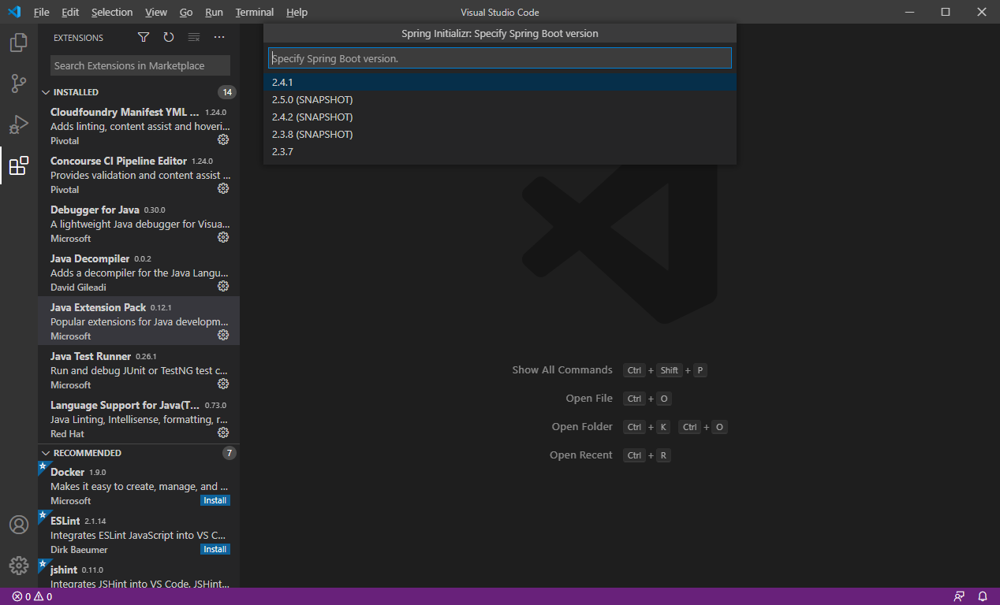 File Edit Selection View Go Run Terminal Help
Visual Studio Code
EXTENSIONS
Search Extensions in Marketplace
INSTALLED 14
Cloudfoundry Manifest YML ... 1.24.0
Adds linting, content assist and hoveri...
Pivotal
Concourse CI Pipeline Editor 1.24.0
Provides validation and content assist ...
Pivotal
Debugger for Java 0.30.0
A lightweight Java debugger for Visua...
Microsoft
Java Decompiler 0.0.2
Adds a decompiler for the Java Langu...
David Gileadi
Java Extension Pack 0.12.1
Popular extensions for Java developm...
Microsoft
Java Test Runner 0.26.1
Run and debug JUnit or TestNG test c...
Microsoft
Language Support for Java(T... 0.73.0
Java Linting, Intellisense, formatting, r...
Red Hat
RECOMMENDED 7
Docker 1.9.0
Makes it easy to create, manage, and ...
Microsoft Install
ESLint 2.1.14
Integrates ESLint JavaScript into VS C...
Dirk Baeumer Install
jshint 0.11.0
Integrates JSHint into VS Code. JSHint...
Spring Initializr: Specify Spring Boot version
Specify Spring Boot version.
2.4.1
2.5.0 (SNAPSHOT)
2.4.2 (SNAPSHOT)
2.3.8 (SNAPSHOT)
2.3.7
Show All Commands Ctrl + Shift + P
Open File Ctrl + O
Open Folder Ctrl + K Ctrl + O
Open Recent Ctrl + R
0 0